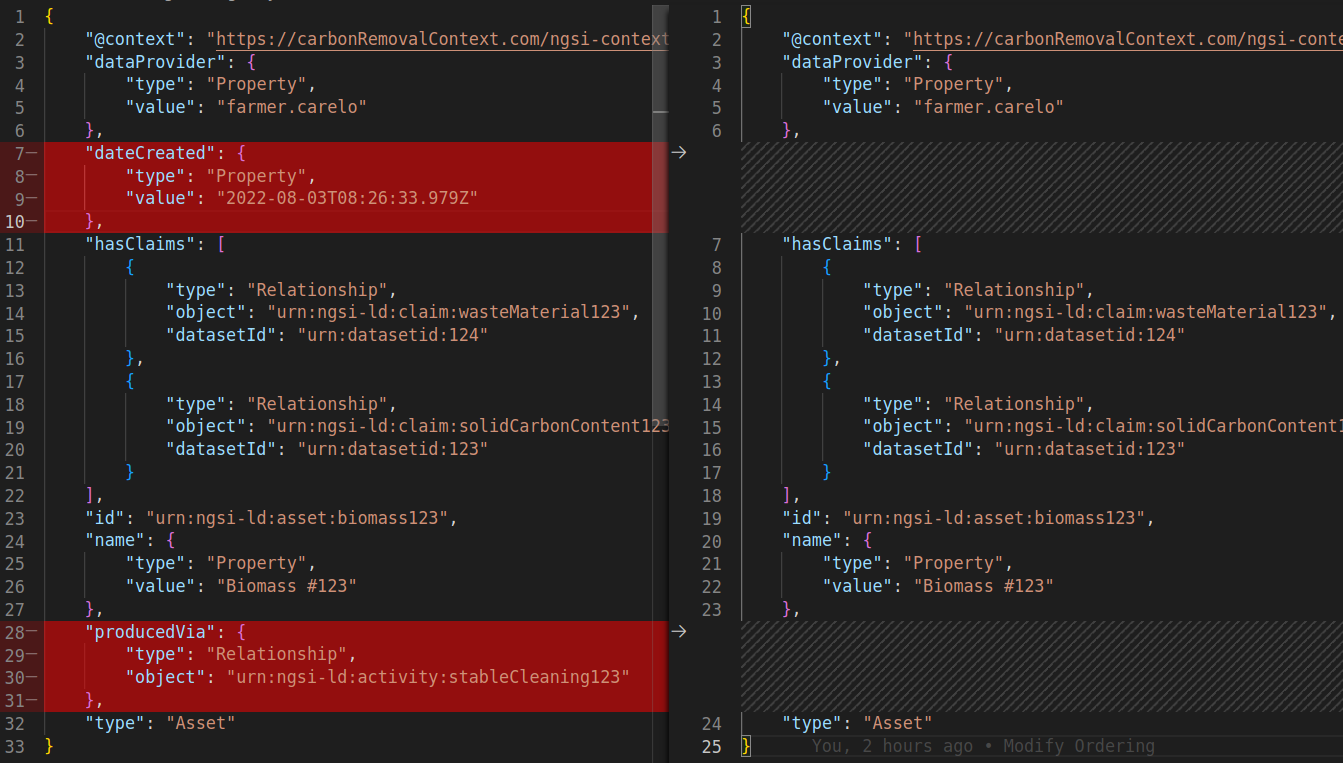 1 {
2 "@context": "https://carbonRemovalContext.com/ngsi-context
3 "dataProvider": {
4 "type": "Property",
5 "value": "farmer.carelo"
6 },
7 "dateCreated": {
8 "type": "Property",
9 "value": "2022-08-03T08:26:33.979Z"
10 },
11 "hasClaims": [
12 {
13 "type": "Relationship",
14 "object": "urn:ngsi-ld:claim:wasteMaterial123",
15 "datasetId": "urn:datasetid:124"
16 },
17 {
18 "type": "Relationship",
19 "object": "urn:ngsi-ld:claim:solidCarbonContent123
20 "datasetId": "urn:datasetid:123"
21 }
22 ],
23 "id": "urn:ngsi-ld:asset:biomass123",
24 "name": {
25 "type": "Property",
26 "value": "Biomass #123"
27 },
28 "producedVia": {
29 "type": "Relationship",
30 "object": "urn:ngsi-ld:activity:stableCleaning123"
31 },
32 "type": "Asset"
33 }
1 {
2 "@context": "https://carbonRemovalContext.com/ngsi-conte
3 "dataProvider": {
4 "type": "Property",
5 "value": "farmer.carelo"
6 },
7 "hasClaims": [
8 {
9 "type": "Relationship",
10 "object": "urn:ngsi-ld:claim:wasteMaterial123",
11 "datasetId": "urn:datasetid:124"
12 },
13 {
14 "type": "Relationship",
15 "object": "urn:ngsi-ld:claim:solidCarbonContent1
16 "datasetId": "urn:datasetid:123"
17 }
18 ],
19 "id": "urn:ngsi-ld:asset:biomass123",
20 "name": {
21 "type": "Property",
22 "value": "Biomass #123"
23 },
24 "type": "Asset"
25 } You, 2 hours ago • Modify Ordering